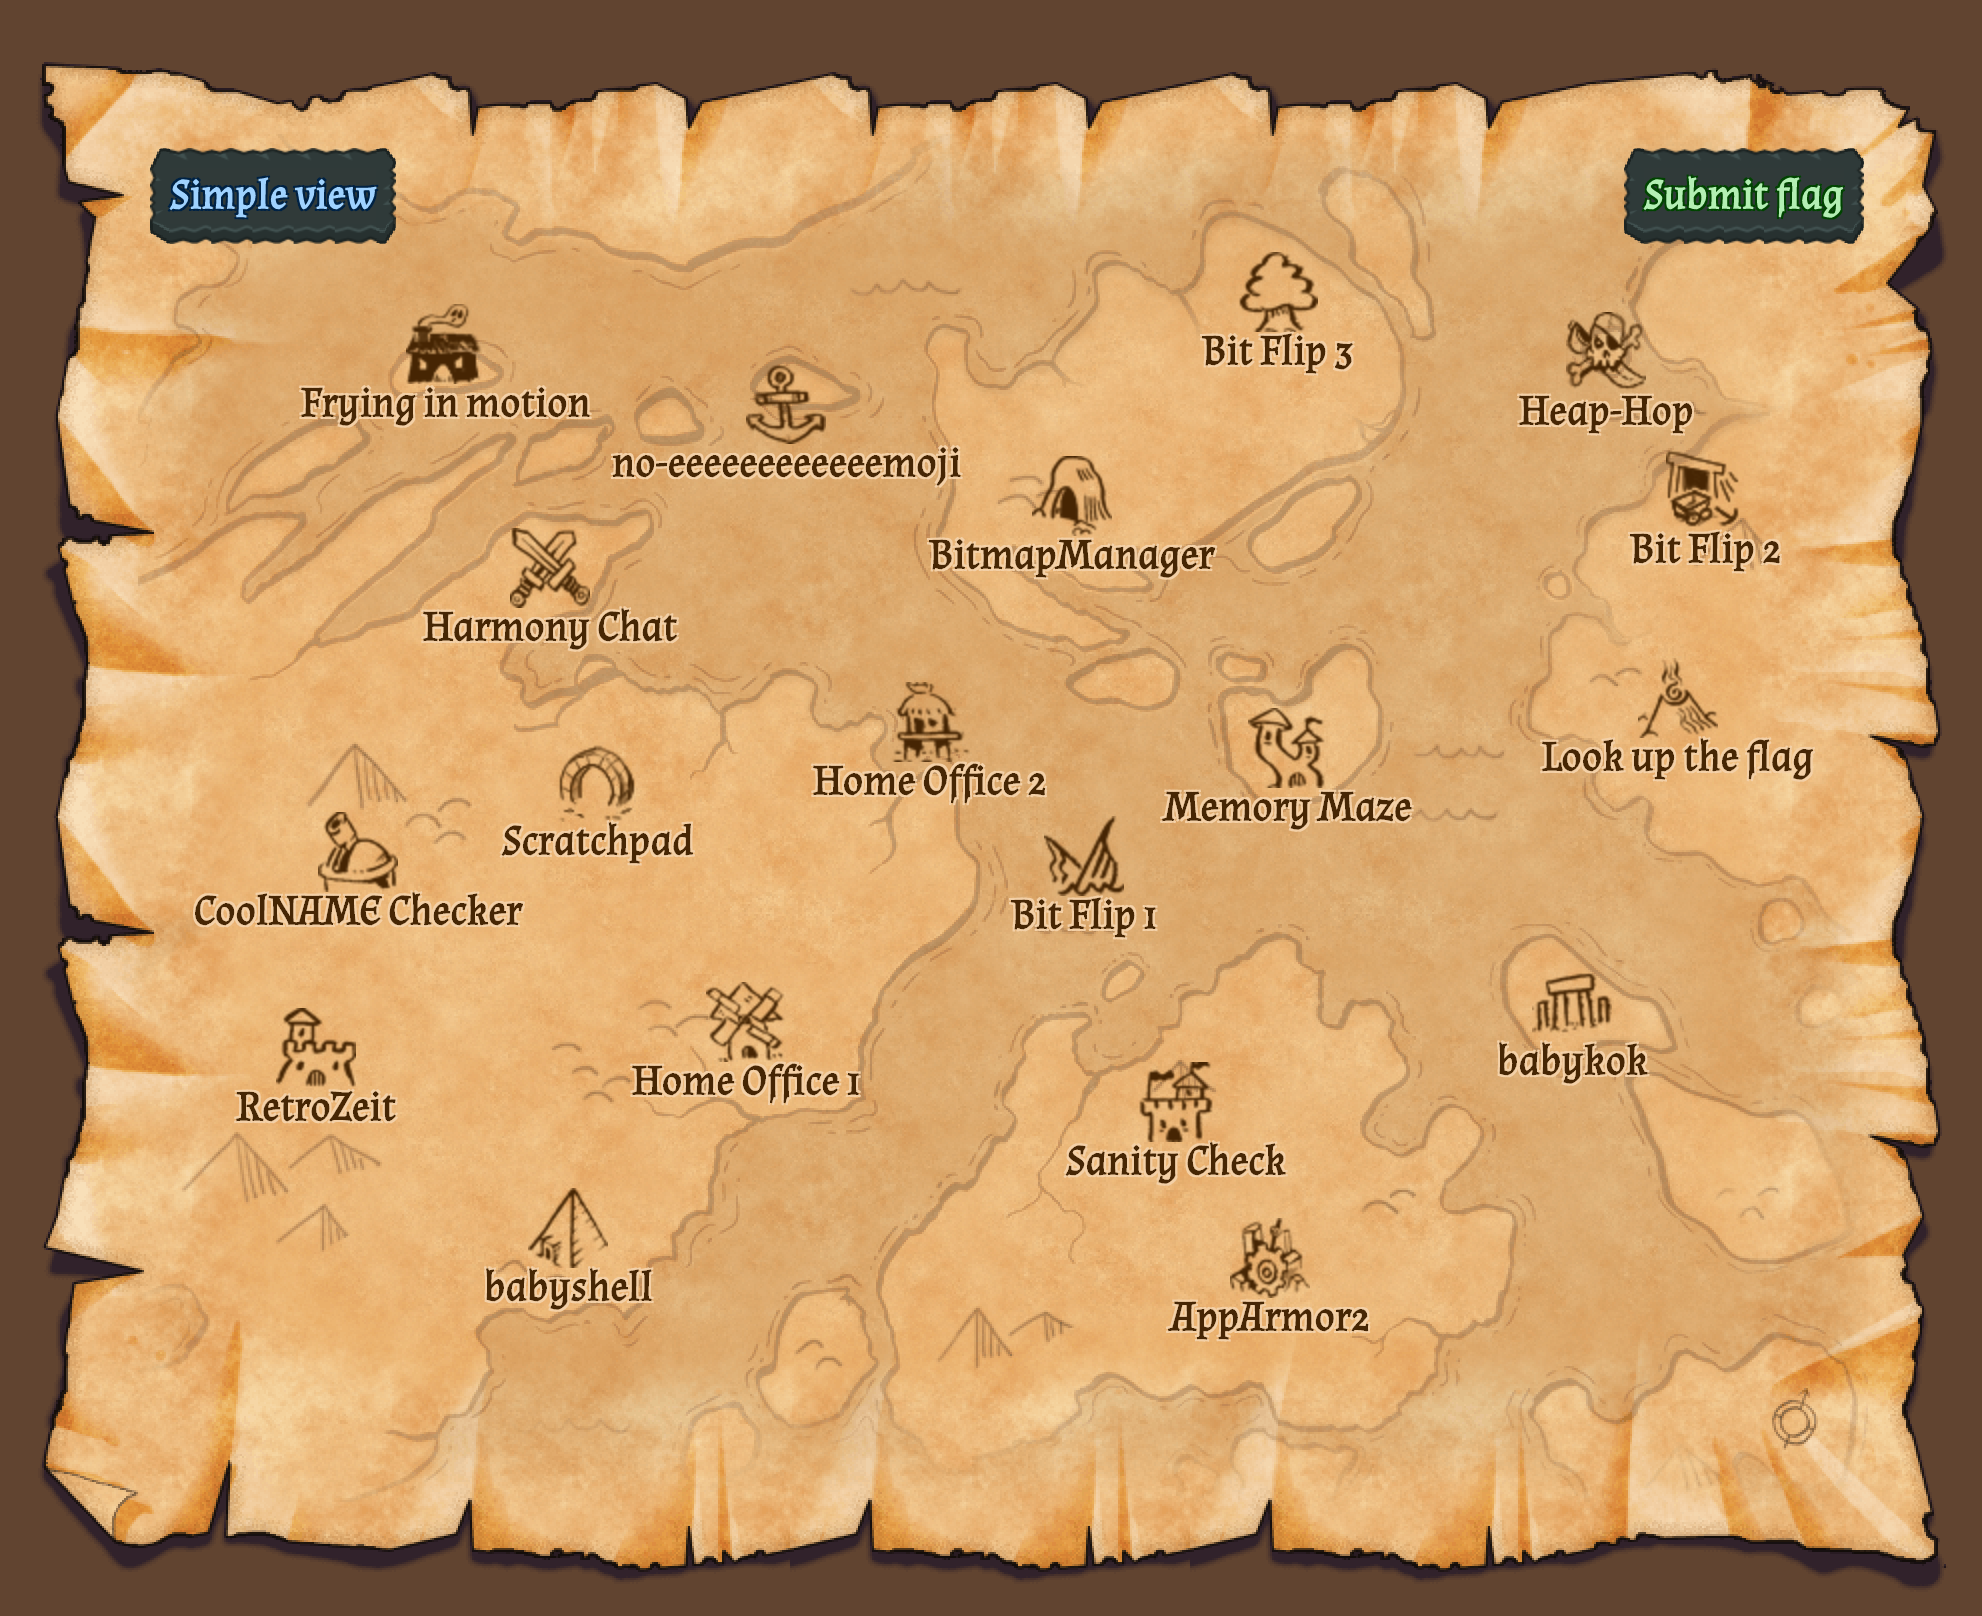 Simple view
Submit flag
Bit Flip 3
Frying in motion
Heap-Hop
no-eeeeeeeeeeeemoji
BitmapManager
Bit Flip 2
Harmony Chat
Look up the flag
Home Office 2
Memory Maze
Scratchpad
CoolNAME Checker
Bit Flip 1
babykok
Home Office 1
RetroZeit
Sanity Check
babyshell
AppArmor2